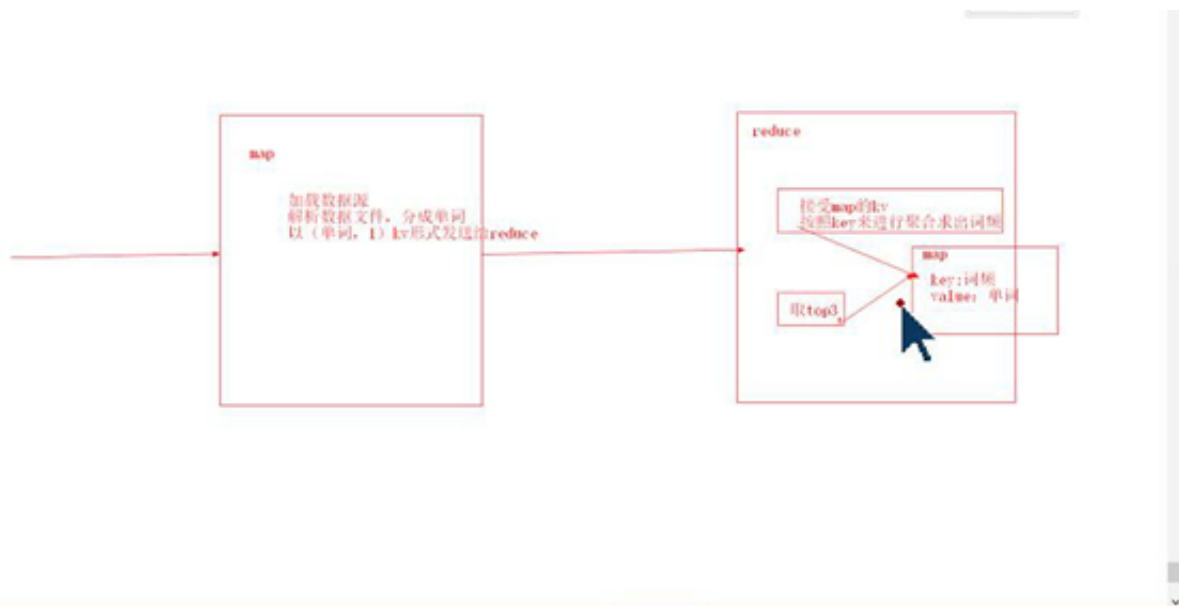 map
加载数据源
解析数据文件，分成单词
以（单词，1）kv形式发送给reduce
reduce
接受map的kv
按照key来进行聚合求出词频
map
key:词频
value：单词
取top3